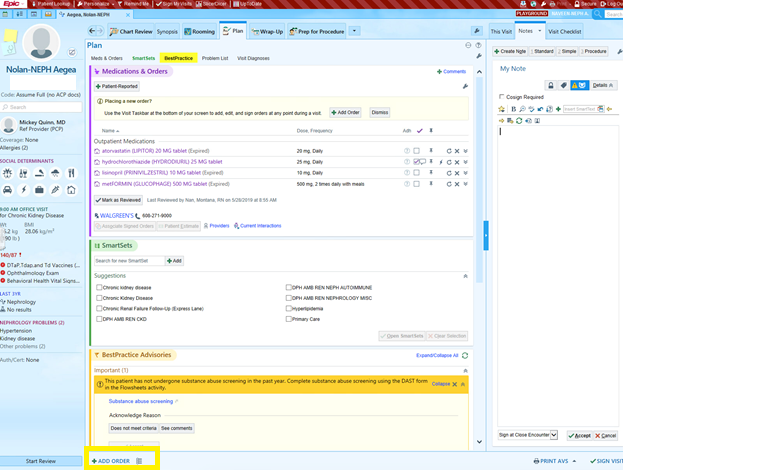 Epic
Patient Lookup
Personalize
Remind Me
Sign My Visits
SlicerDicer
UpToDate
Secure
Log Out
PLAYGROUND
Search
Aegea, Nolan-NEPH
Chart Review
Synopsis
Rooming
Plan
Wrap-Up
Prep for Procedure
This Visit
Notes
Visit Checklist
Plan
Meds & Orders
SmartSets
BestPractice
Problem List
Visit Diagnoses
Nolan-NEPH Aegea
Code: Assume Full (no ACP docs)
Search
Mickey Quinn, MD
Ref Provider (PCP)
Coverage: None
Allergies (2)
SOCIAL DETERMINANTS
9:00 AM OFFICE VISIT
for Chronic Kidney Disease
Wt
BMI
28.06 kg/m²
140/87
DTaP,Tdap,and Td Vaccines (...
Ophthalmology Exam
Behavioral Health Vital Signs...
LAST 3YR
Nephrology
No results
NEPHROLOGY PROBLEMS (2)
Hypertension
Kidney disease
Other problems (2)
Auth/Cert: None
Start Review
Medications & Orders
Comments
Patient-Reported
Placing a new order?
Use the Visit Taskbar at the bottom of your screen to add, edit, and sign orders at any point during a visit.
Add Order
Dismiss
Name
Dose, Frequency
Adh
Outpatient Medications
atorvastatin (LIPITOR) 20 MG tablet (Expired)
20 mg, Daily
hydrochlorothiazide (HYDRODIURIL) 25 MG tablet
25 mg, Daily
lisinopril (PRINIVIL,ZESTRIL) 10 MG tablet (Expired)
10 mg, Daily
metFORMIN (GLUCOPHAGE) 500 MG tablet (Expired)
500 mg, 2 times daily with meals
Mark as Reviewed
Last Reviewed by Nan, Montana, RN on 5/28/2019 at 8:55 AM
WALGREEN'S
608-271-9000
Associate Signed Orders
Patient Estimate
Providers
Current Interactions
SmartSets
Search for new SmartSet
Add
Suggestions
Chronic kidney disease
DPH AMB REN NEPH AUTOIMMUNE
Chronic Kidney Disease
DPH AMB REN NEPHROLOGY MISC
Chronic Renal Failure Follow-Up (Express Lane)
Hyperlipidemia
DPH AMB REN CKD
Primary Care
Open SmartSets
Clear Selection
BestPractice Advisories
Expand/Collapse All
Important (1)
This patient has not undergone substance abuse screening in the past year. Complete substance abuse screening using the DAST form
in the Flowsheets activity.
Collapse
Substance abuse screening
Acknowledge Reason
Does not meet criteria
See comments
ADD ORDER
PRINT AVS
SIGN VISIT
Create Note
Standard
Simple
Procedure
My Note
Details
Cosign Required
Insert SmartText
Sign at Close Encounter
Accept
Cancel